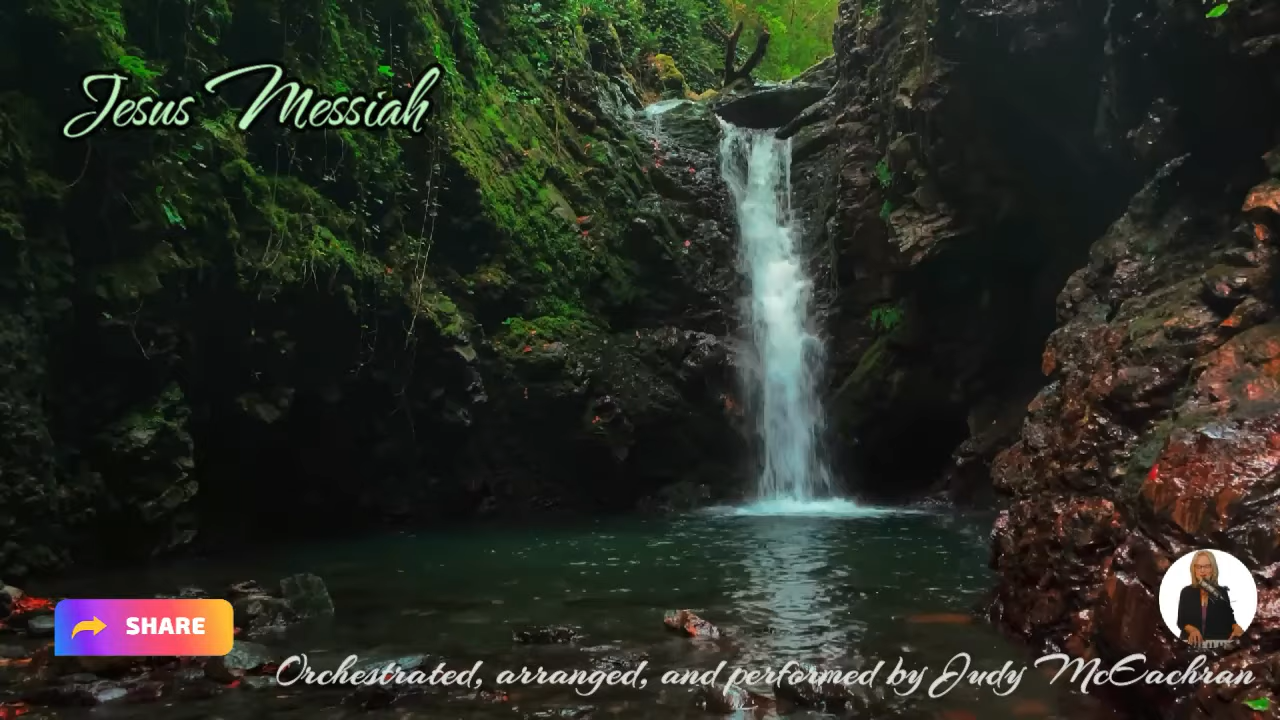 Jesus Messiah
SHARE
Orchestrated, arranged, and performed by Judy McEachran